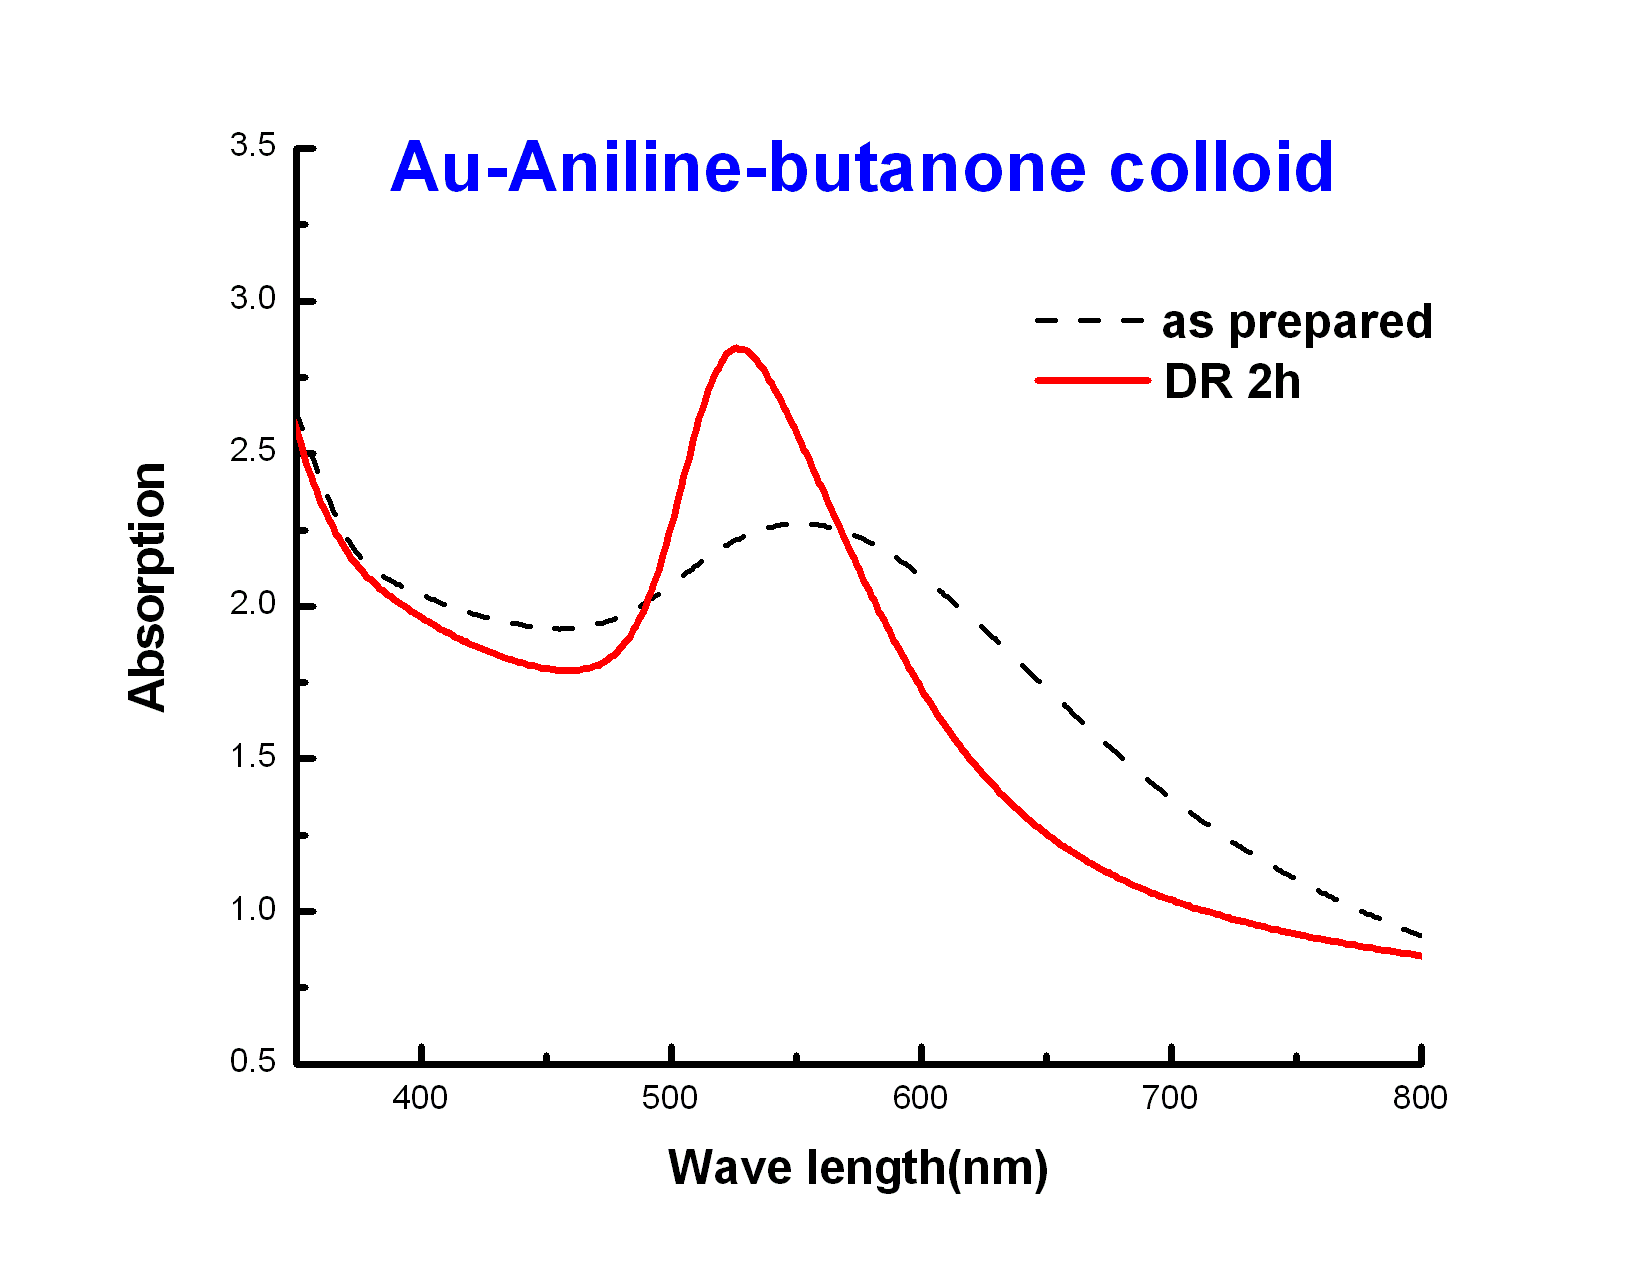 Au-Aniline-butanone colloid
3.5
3.0
2.5
2.0
1.5
1.0
0.5
as prepared
DR 2h
Absorption
400 500 600 700 800
Wave length(nm)